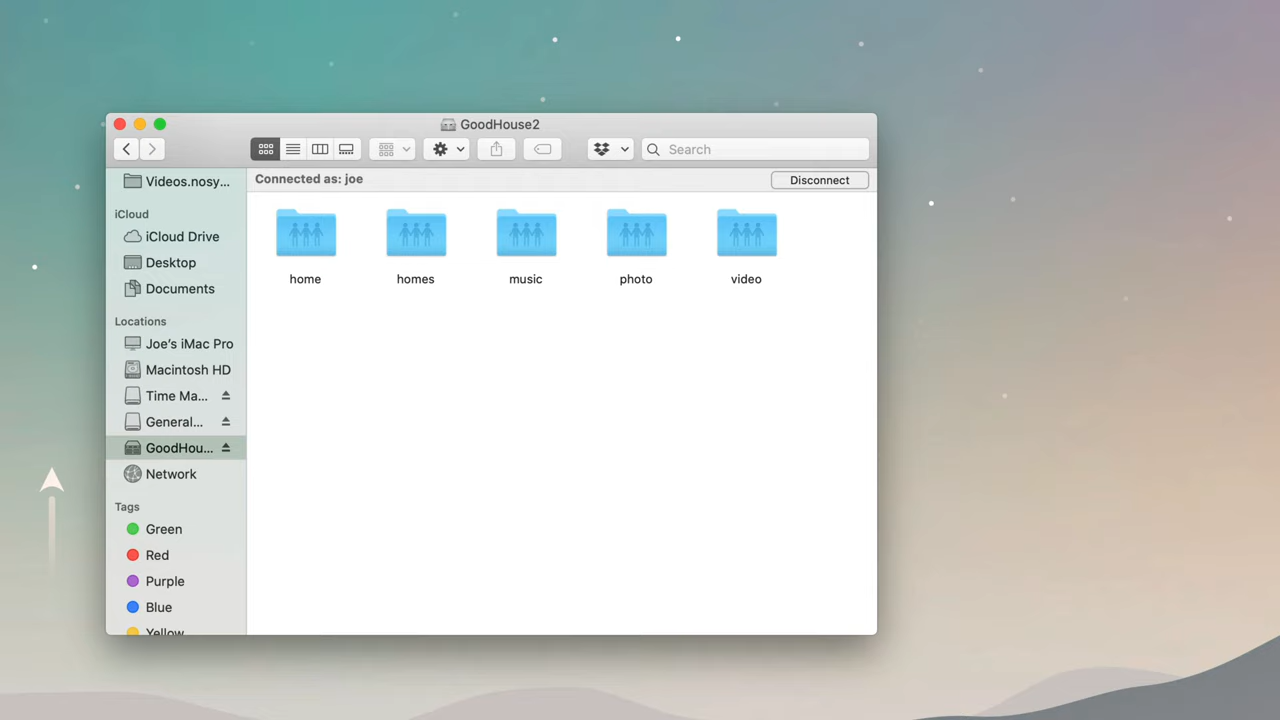 GoodHouse2
Search
Videos.nosy...
Connected as: joe
Disconnect
iCloud
iCloud Drive
Desktop
Documents
home
homes
music
photo
video
Locations
Joe's iMac Pro
Macintosh HD
Time Ma...
General...
GoodHou...
Network
Tags
Green
Red
Purple
Blue
Yellow